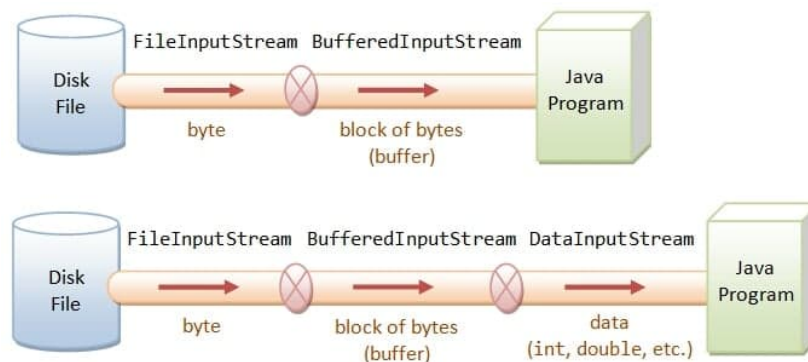 FileInputStream BufferedInputStream
Disk
File
Java
Program
byte
block of bytes
(buffer)
FileInputStream BufferedInputStream DataInputStream
Disk
File
Java
Program
byte
block of bytes
(buffer)
data
(int, double, etc.)